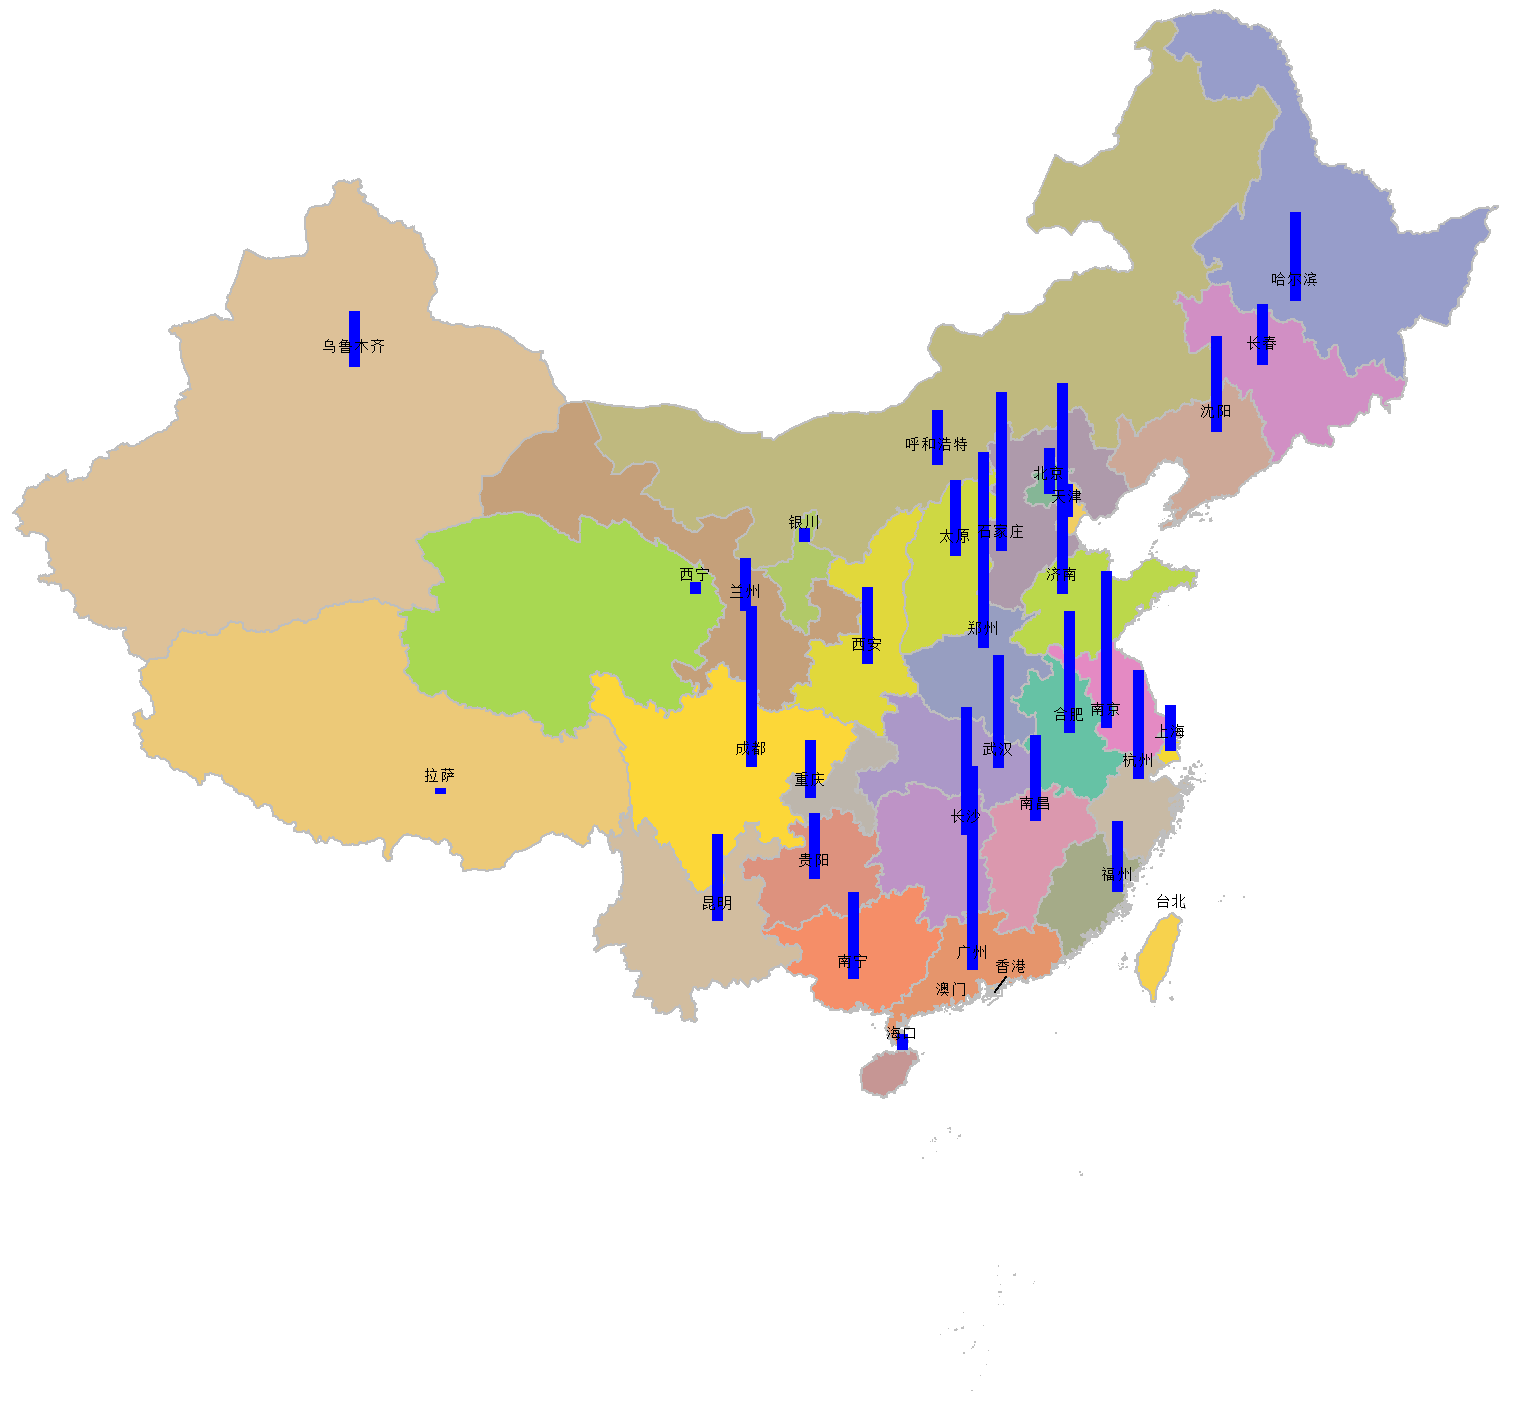 哈尔滨
长春
乌鲁木齐
沈阳
呼和浩特
北京
天津
银川
石家庄
太原
西宁
济南
兰州
郑州
西安
南京
合肥
上海
成都
武汉
杭州
拉萨
重庆
南昌
长沙
贵阳
福州
昆明
台北
广州
南宁
香港
澳门
海口